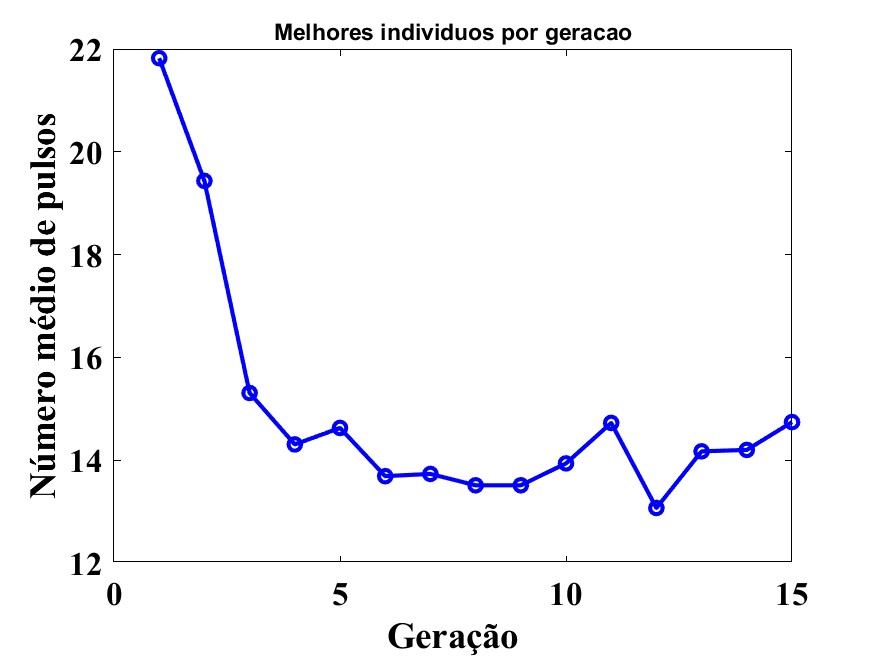 Melhores individuos por geracao
22
20
18
16
14
12
Número médio de pulsos
0 5 10 15
Geração